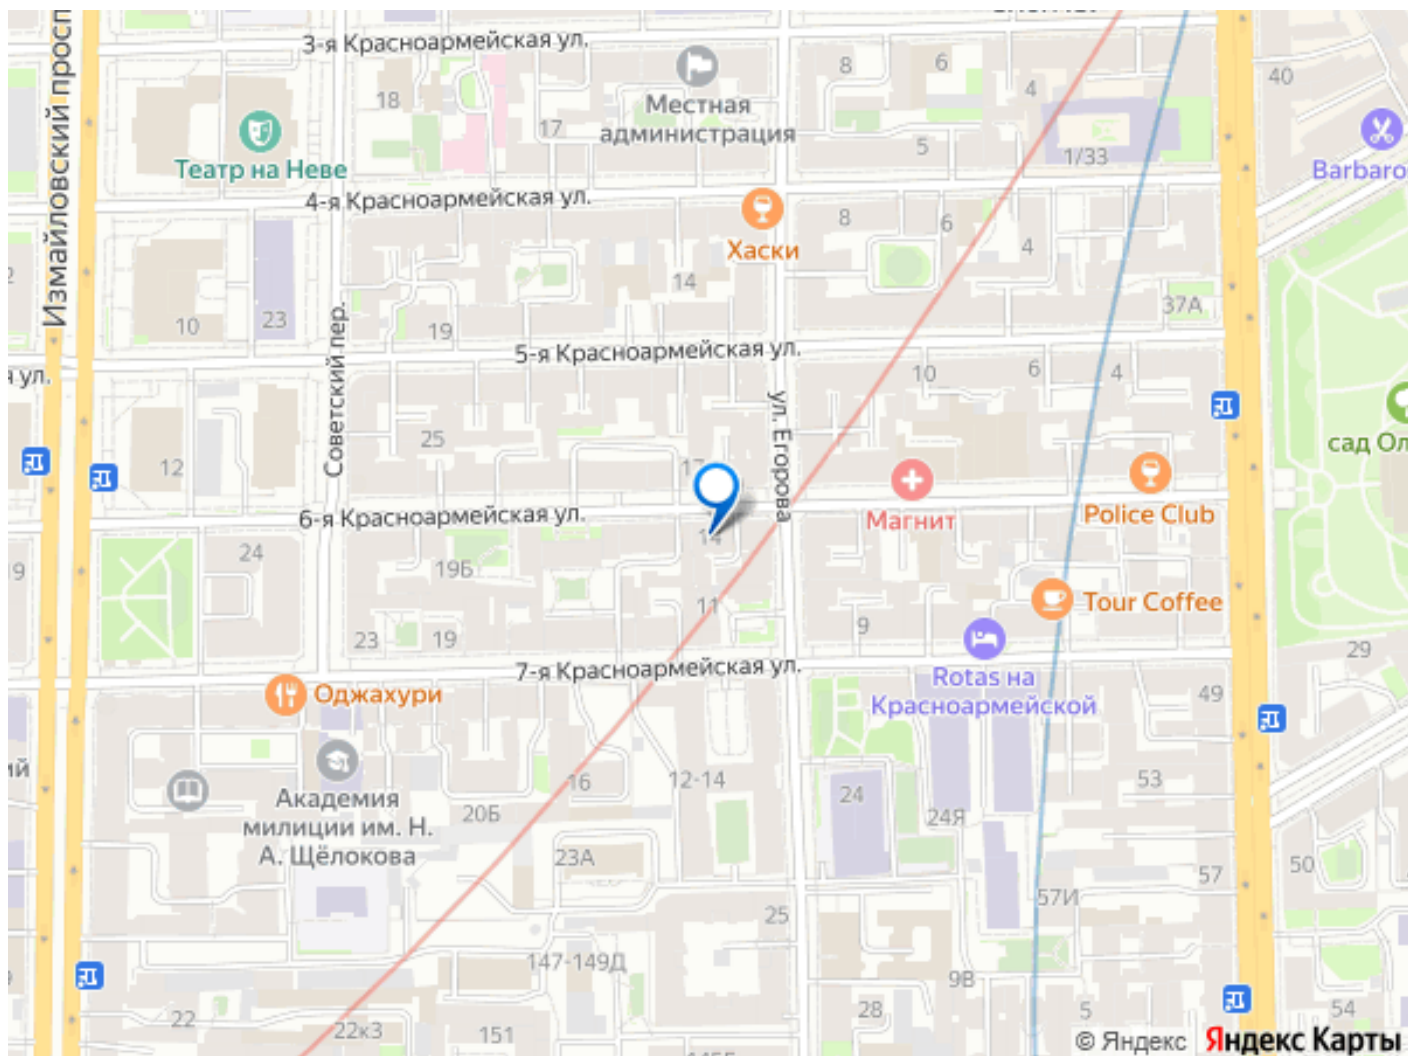 3-я Красноармейская ул.
8
6
4
40
18
17
Местная
администрация
5
1/33
Театр на Неве
Измайловский просп
4-я Красноармейская ул.
Хаски
8
6
4
14
37А
10
23
19
Советский пер.
5-я Красноармейская ул.
10
6
4
я ул.
ул. Егорова
25
12
17
Магнит
Police Club
6-я Красноармейская ул.
14
24
19Б
11
9
Tour Coffee
23
19
29
7-я Красноармейская ул.
Rotas на
Красноармейской
49
Оджахури
ий
Академия
милиции им. Н.
А. Щёлокова
16
12-14
20Б
24
24Я
53
23А
50
57
57И
25
147-149Д
9В
22
22к3
151
28
5
54
© Яндекс
Яндекс Карты